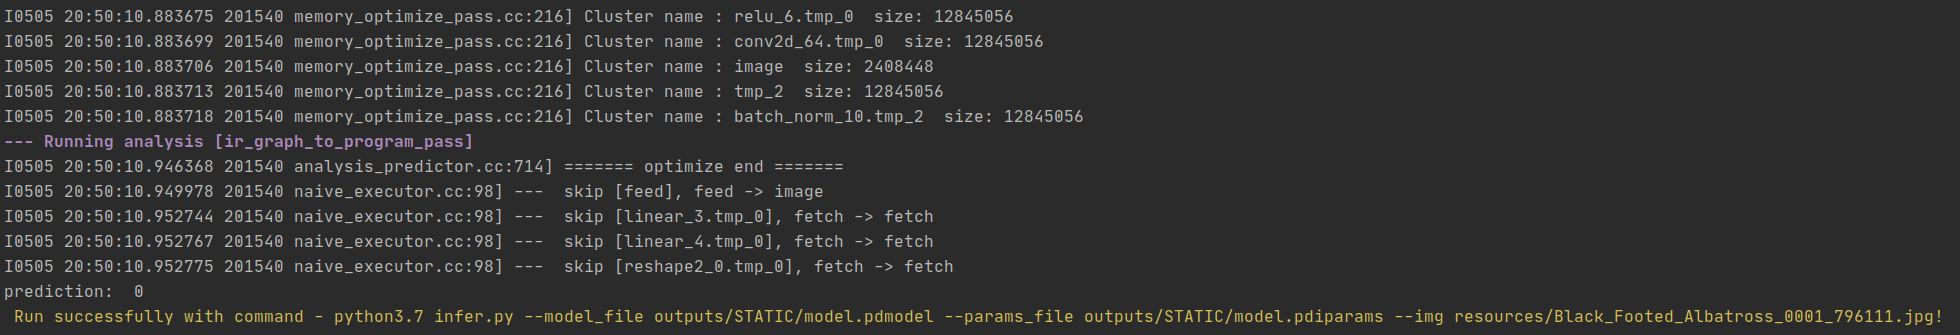 I0505 20:50:10.883675 201540 memory_optimize_pass.cc:216] Cluster name : relu_6.tmp_0  size: 12845056
I0505 20:50:10.883699 201540 memory_optimize_pass.cc:216] Cluster name : conv2d_64.tmp_0  size: 12845056
I0505 20:50:10.883706 201540 memory_optimize_pass.cc:216] Cluster name : image  size: 2408448
I0505 20:50:10.883713 201540 memory_optimize_pass.cc:216] Cluster name : tmp_2  size: 12845056
I0505 20:50:10.883718 201540 memory_optimize_pass.cc:216] Cluster name : batch_norm_10.tmp_2  size: 12845056
--- Running analysis [ir_graph_to_program_pass]
I0505 20:50:10.946368 201540 analysis_predictor.cc:714] ======= optimize end =======
I0505 20:50:10.949978 201540 naive_executor.cc:98] ---  skip [feed], feed -> image
I0505 20:50:10.952744 201540 naive_executor.cc:98] ---  skip [linear_3.tmp_0], fetch -> fetch
I0505 20:50:10.952767 201540 naive_executor.cc:98] ---  skip [linear_4.tmp_0], fetch -> fetch
I0505 20:50:10.952775 201540 naive_executor.cc:98] ---  skip [reshape2_0.tmp_0], fetch -> fetch
prediction:  0
 Run successfully with command - python3.7 infer.py --model_file outputs/STATIC/model.pdmodel --params_file outputs/STATIC/model.pdiparams --img resources/Black_Footed_Albatross_0001_796111.jpg!